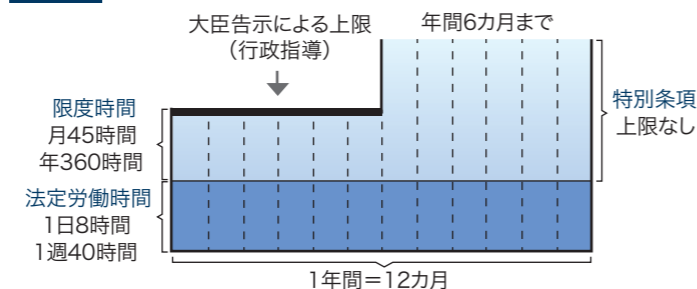 大臣告示による上限
（行政指導）
年間6カ月まで
限度時間
月45時間
年360時間
特別条項
上限なし
法定労働時間
1日8時間
1週40時間
1年間＝12カ月